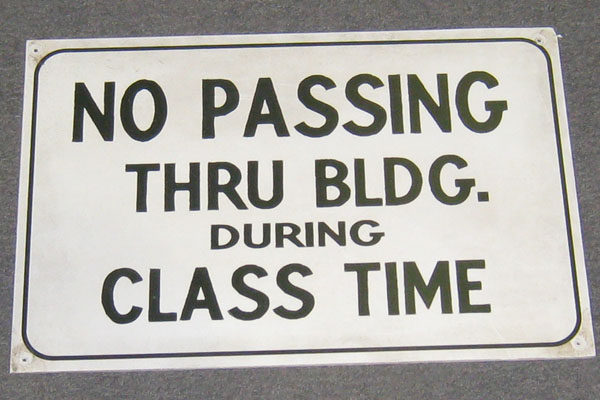 NO PASSING
THRU BLDG.
DURING
CLASS TIME